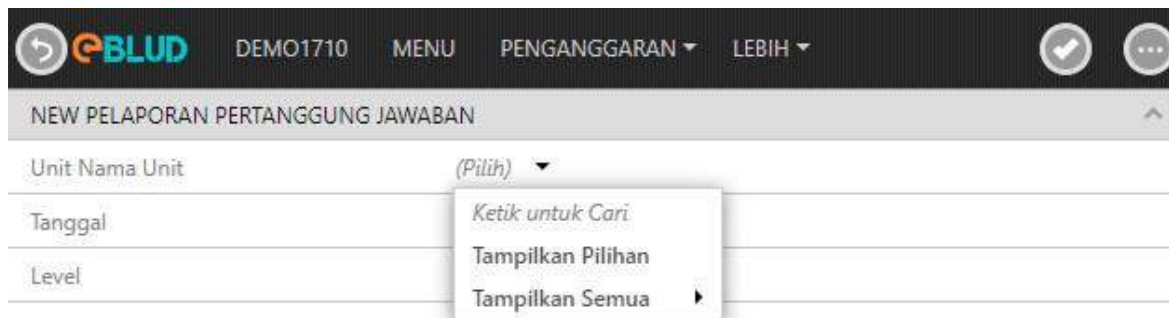 eBLUD DEMO1710 MENU PENGANGGARAN LEBIH
NEW PELAPORAN PERTANGGUNG JAWABAN
Unit Nama Unit (Pilih)
Ketik untuk Cari
Tanggal
Tampilkan Pilihan
Level
Tampilkan Semua